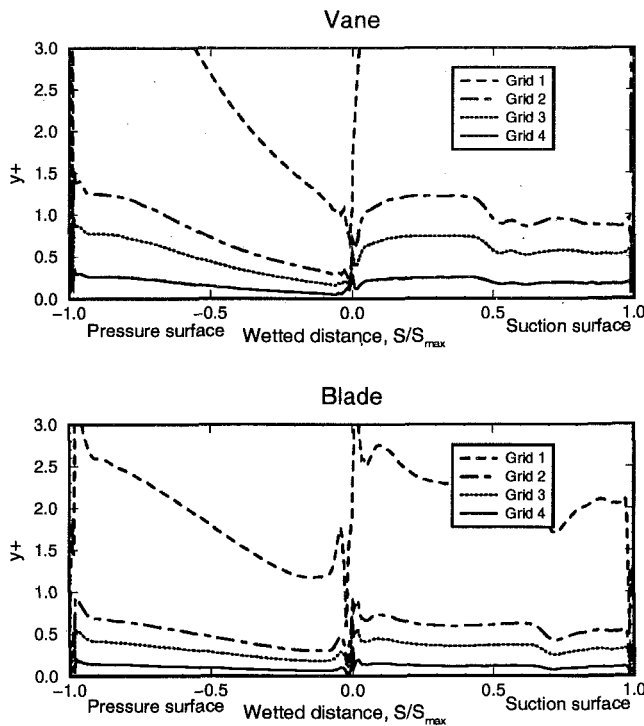 Vane
3.0
2.5
2.0
1.5
1.0
0.5
0.0
y+
Grid 1
Grid 2
Grid 3
Grid 4
−1.0 −0.5 0.0 0.5 1.0
Pressure surface Wetted distance, S/Smax Suction surface
Blade
3.0
2.5
2.0
1.5
1.0
0.5
0.0
y+
Grid 1
Grid 2
Grid 3
Grid 4
−1.0 −0.5 0.0 0.5 1.0
Pressure surface Wetted distance, S/Smax Suction surface